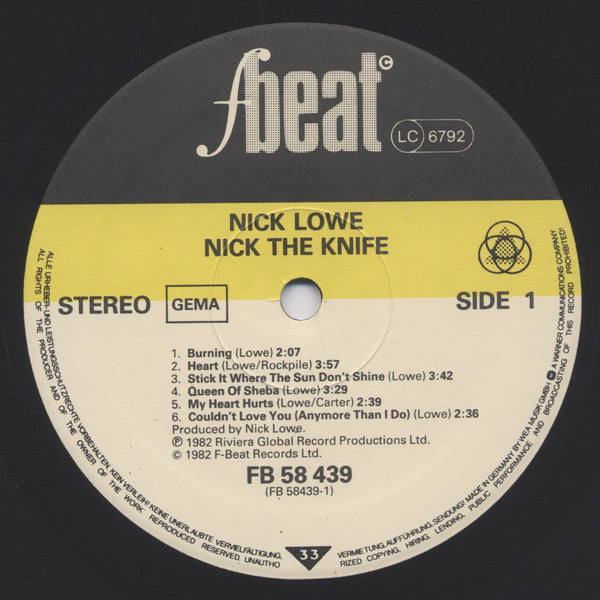 fbeat©
LC 6792
NICK LOWE
NICK THE KNIFE
STEREO GEMA SIDE 1
1. Burning (Lowe) 2:07
2. Heart (Lowe/Rockpile) 3:57
3. Stick It Where The Sun Don't Shine (Lowe) 3:42
4. Queen Of Sheba (Lowe) 3:29
5. My Heart Hurts (Lowe/Carter) 2:39
6. Couldn't Love You (Anymore Than I Do) (Lowe) 2:36
Produced by Nick Lowe.
℗ 1982 Riviera Global Record Productions Ltd.
© 1982 F-Beat Records Ltd.
FB 58 439
(FB 58439-1)
33
ALLE URHEBER- UND LEISTUNGSSCHUTZRECHTE VORBEHALTEN. KEIN VERLEIH! KEINE UNERLAUBTE VERVIELFÄLTIGUNG, VERMIETUNG, AUFFÜHRUNG, SENDUNG! MADE IN GERMANY BY WEA MUSIK GMBH A WARNER COMMUNICATIONS COMPANY
ALL RIGHTS OF THE PRODUCER AND OF THE OWNER OF THE WORK REPRODUCED RESERVED. UNAUTHORIZED COPYING, HIRING, LENDING, PUBLIC PERFORMANCE AND BROADCASTING OF THIS RECORD PROHIBITED!